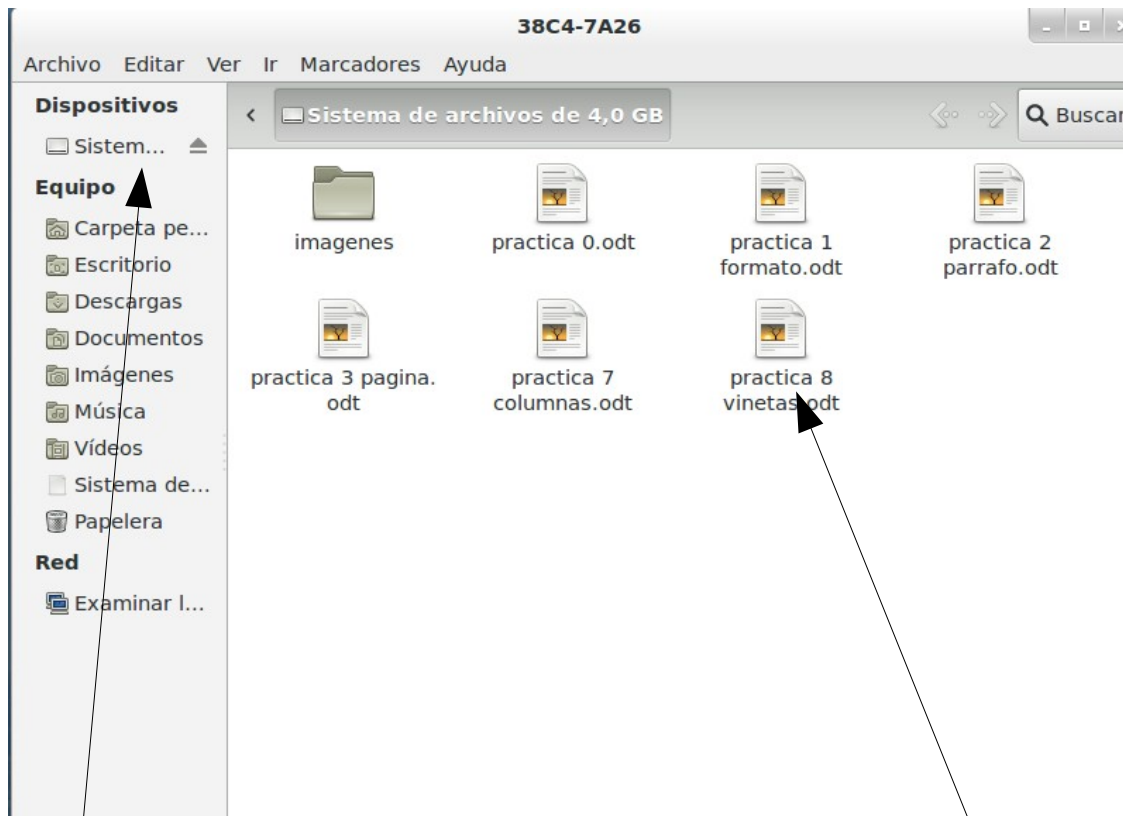 38C4-7A26
Archivo Editar Ver Ir Marcadores Ayuda
Dispositivos
Sistem...
Equipo
Carpeta pe...
Escritorio
Descargas
Documentos
Imágenes
Música
Vídeos
Sistema de...
Papelera
Red
Examinar l...
Sistema de archivos de 4,0 GB
Buscar
imagenes
practica 0.odt
practica 1
formato.odt
practica 2
parrafo.odt
practica 3 pagina.
odt
practica 7
columnas.odt
practica 8
vinetas.odt